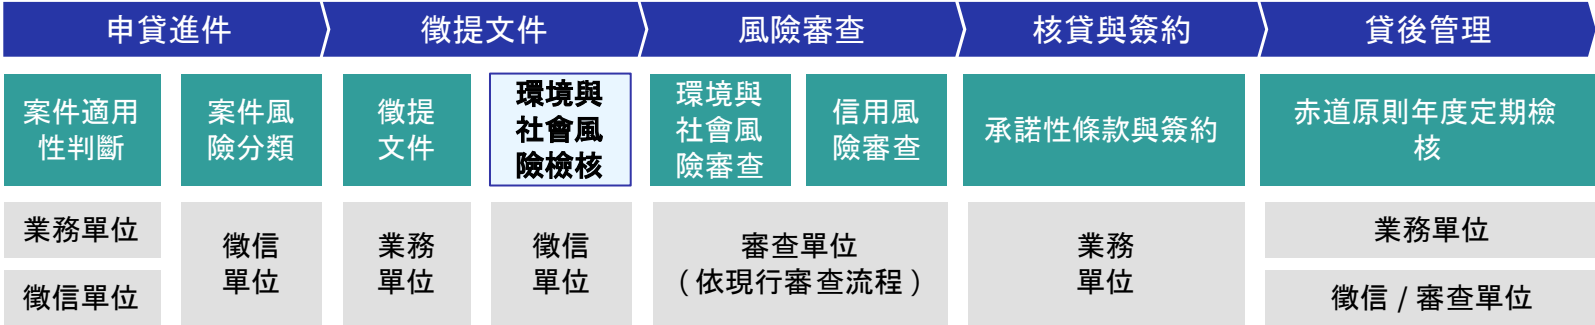 申貸進件
徵提文件
風險審查
核貸與簽約
貸後管理
案件適用
性判斷
案件風
險分類
徵提
文件
環境與
社會風
險檢核
環境與
社會風
險審查
信用風
險審查
承諾性條款與簽約
赤道原則年度定期檢
核
業務單位
徵信單位
徵信
單位
業務
單位
徵信
單位
審查單位
（依現行審查流程）
業務
單位
業務單位
徵信 / 審查單位